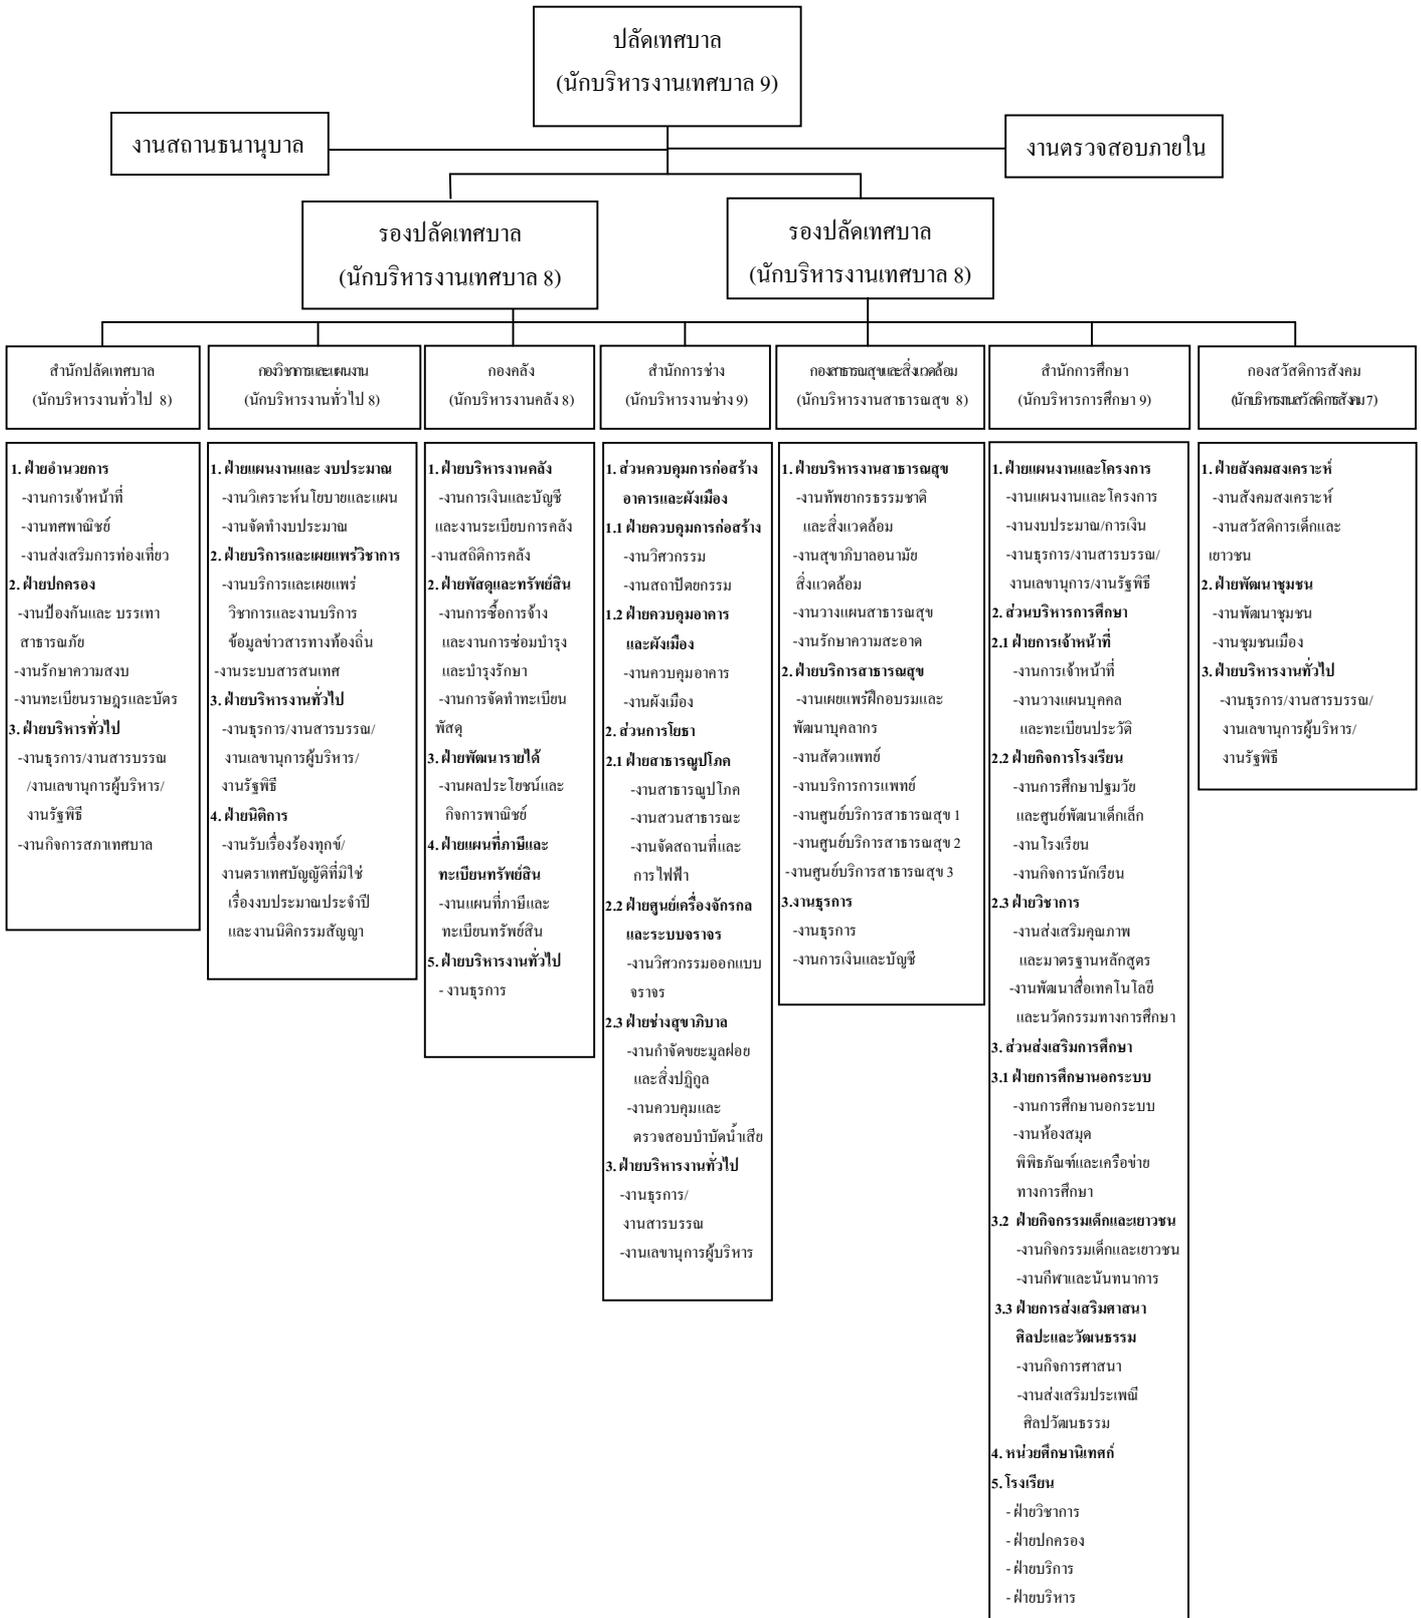 ปลัดเทศบาล
(นักบริหารงานเทศบาล 9)
งานสถานธนานุบาล
งานตรวจสอบภายใน
รองปลัดเทศบาล
(นักบริหารงานเทศบาล 8)
รองปลัดเทศบาล
(นักบริหารงานเทศบาล 8)
สำนักปลัดเทศบาล
(นักบริหารงานทั่วไป 8)
กองวิชาการและแผนงาน
(นักบริหารงานทั่วไป 8)
กองคลัง
(นักบริหารงานคลัง 8)
สำนักการช่าง
(นักบริหารงานช่าง 9)
กองสาธารณสุขและสิ่งแวดล้อม
(นักบริหารงานสาธารณสุข 8)
สำนักการศึกษา
(นักบริหารการศึกษา 9)
กองสวัสดิการสังคม
(นักบริหารงานสวัสดิการสังคม 7)
1. ฝ่ายอำนวยการ
-งานการเจ้าหน้าที่
-งานทศพาณิชย์
-งานส่งเสริมการท่องเที่ยว
2. ฝ่ายปกครอง
-งานป้องกันและ บรรเทา
สาธารณภัย
-งานรักษาความสงบ
-งานทะเบียนราษฎรและบัตร
3. ฝ่ายบริหารทั่วไป
-งานธุรการ/งานสารบรรณ
/งานเลขานุการผู้บริหาร/
งานรัฐพิธี
-งานกิจการสภาเทศบาล
1. ฝ่ายแผนงานและ งบประมาณ
-งานวิเคราะห์นโยบายและแผน
-งานจัดทำงบประมาณ
2. ฝ่ายบริการและเผยแพร่วิชาการ
-งานบริการและเผยแพร่
วิชาการและงานบริการ
ข้อมูลข่าวสารทางท้องถิ่น
-งานระบบสารสนเทศ
3. ฝ่ายบริหารงานทั่วไป
-งานธุรการ/งานสารบรรณ/
งานเลขานุการผู้บริหาร/
งานรัฐพิธี
4. ฝ่ายนิติการ
-งานรับเรื่องร้องทุกข์/
งานตราเทศบัญญัติที่มิใช่
เรื่องงบประมาณประจำปี
และงานนิติกรรมสัญญา
1. ฝ่ายบริหารงานคลัง
-งานการเงินและบัญชี
และงานระเบียบการคลัง
-งานสถิติการคลัง
2. ฝ่ายพัสดุและทรัพย์สิน
-งานการซื้อการจ้าง
และงานการซ่อมบำรุง
และบำรุงรักษา
-งานการจัดทำทะเบียน
พัสดุ
3. ฝ่ายพัฒนารายได้
-งานผลประโยชน์และ
กิจการพาณิชย์
4. ฝ่ายแผนที่ภาษีและ
ทะเบียนทรัพย์สิน
-งานแผนที่ภาษีและ
ทะเบียนทรัพย์สิน
5. ฝ่ายบริหารงานทั่วไป
- งานธุรการ
1. ส่วนควบคุมการก่อสร้าง
อาคารและผังเมือง
1.1 ฝ่ายควบคุมการก่อสร้าง
-งานวิศวกรรม
-งานสถาปัตยกรรม
1.2 ฝ่ายควบคุมอาคาร
และผังเมือง
-งานควบคุมอาคาร
-งานผังเมือง
2. ส่วนการโยธา
2.1 ฝ่ายสาธารณูปโภค
-งานสาธารณูปโภค
-งานสวนสาธารณะ
-งานจัดสถานที่และ
การไฟฟ้า
2.2 ฝ่ายศูนย์เครื่องจักรกล
และระบบจราจร
-งานวิศวกรรมออกแบบ
จราจร
2.3 ฝ่ายช่างสุขาภิบาล
-งานกำจัดขยะมูลฝอย
และสิ่งปฏิกูล
-งานควบคุมและ
ตรวจสอบบำบัดน้ำเสีย
3. ฝ่ายบริหารงานทั่วไป
-งานธุรการ/
งานสารบรรณ
-งานเลขานุการผู้บริหาร
1. ฝ่ายบริหารงานสาธารณสุข
-งานทัพยากรธรรมชาติ
และสิ่งแวดล้อม
-งานสุขาภิบาลอนามัย
สิ่งแวดล้อม
-งานวางแผนสาธารณสุข
-งานรักษาความสะอาด
2. ฝ่ายบริการสาธารณสุข
-งานเผยแพร่ฝึกอบรมและ
พัฒนาบุคลากร
-งานสัตวแพทย์
-งานบริการการแพทย์
-งานศูนย์บริการสาธารณสุข 1
-งานศูนย์บริการสาธารณสุข 2
-งานศูนย์บริการสาธารณสุข 3
3.งานธุรการ
-งานธุรการ
-งานการเงินและบัญชี
1. ฝ่ายแผนงานและโครงการ
-งานแผนงานและโครงการ
-งานงบประมาณ/การเงิน
-งานธุรการ/งานสารบรรณ/
งานเลขานุการ/งานรัฐพิธี
2. ส่วนบริหารการศึกษา
2.1 ฝ่ายการเจ้าหน้าที่
-งานการเจ้าหน้าที่
-งานวางแผนบุคคล
และทะเบียนประวัติ
2.2 ฝ่ายกิจการโรงเรียน
-งานการศึกษาปฐมวัย
และศูนย์พัฒนาเด็กเล็ก
-งานโรงเรียน
-งานกิจการนักเรียน
2.3 ฝ่ายวิชาการ
-งานส่งเสริมคุณภาพ
และมาตรฐานหลักสูตร
-งานพัฒนาสื่อเทคโนโลยี
และนวัตกรรมทางการศึกษา
3. ส่วนส่งเสริมการศึกษา
3.1 ฝ่ายการศึกษานอกระบบ
-งานการศึกษานอกระบบ
-งานห้องสมุด
พิพิธภัณฑ์และเครือข่าย
ทางการศึกษา
3.2 ฝ่ายกิจกรรมเด็กและเยาวชน
-งานกิจกรรมเด็กและเยาวชน
-งานกีฬาและนันทนาการ
3.3 ฝ่ายการส่งเสริมศาสนา
ศิลปะและวัฒนธรรม
-งานกิจการศาสนา
-งานส่งเสริมประเพณี
ศิลปวัฒนธรรม
4. หน่วยศึกษานิเทศก์
5. โรงเรียน
- ฝ่ายวิชาการ
- ฝ่ายปกครอง
- ฝ่ายบริการ
- ฝ่ายบริหาร
1. ฝ่ายสังคมสงเคราะห์
-งานสังคมสงเคราะห์
-งานสวัสดิการเด็กและ
เยาวชน
2. ฝ่ายพัฒนาชุมชน
-งานพัฒนาชุมชน
-งานชุมชนเมือง
3. ฝ่ายบริหารงานทั่วไป
-งานธุรการ/งานสารบรรณ/
งานเลขานุการผู้บริหาร/
งานรัฐพิธี